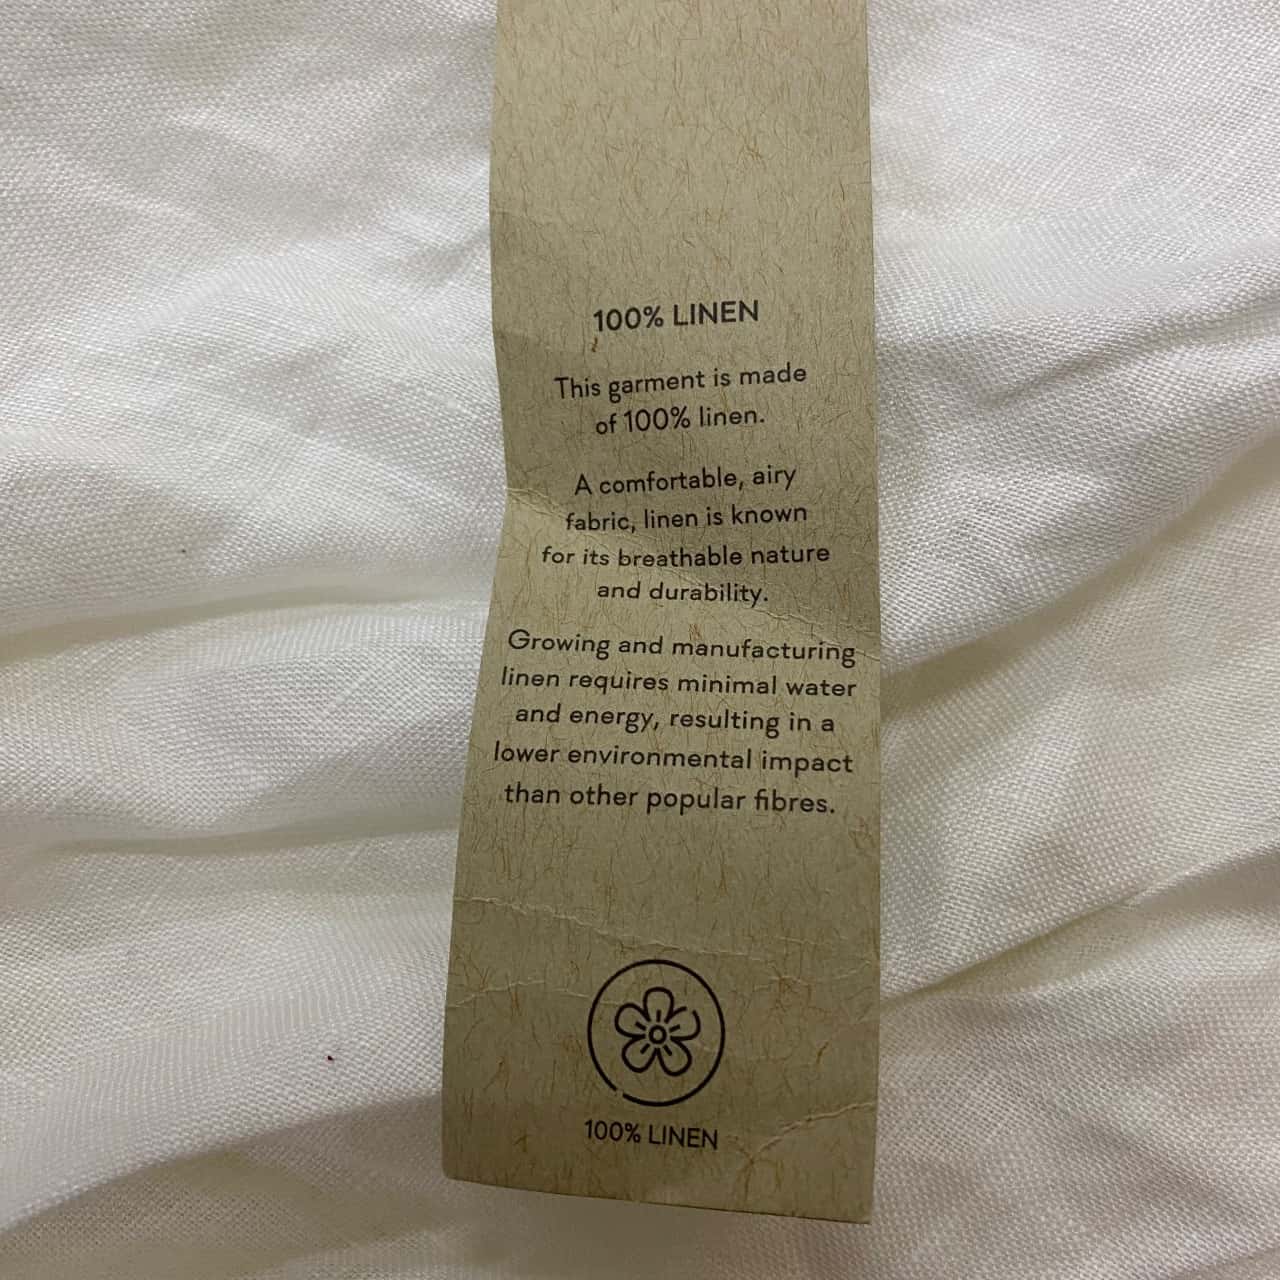 100% LINEN
This garment is made
of 100% linen.
A comfortable, airy
fabric, linen is known
for its breathable nature
and durability.
Growing and manufacturing
linen requires minimal water
and energy, resulting in a
lower environmental impact
than other popular fibres.
100% LINEN